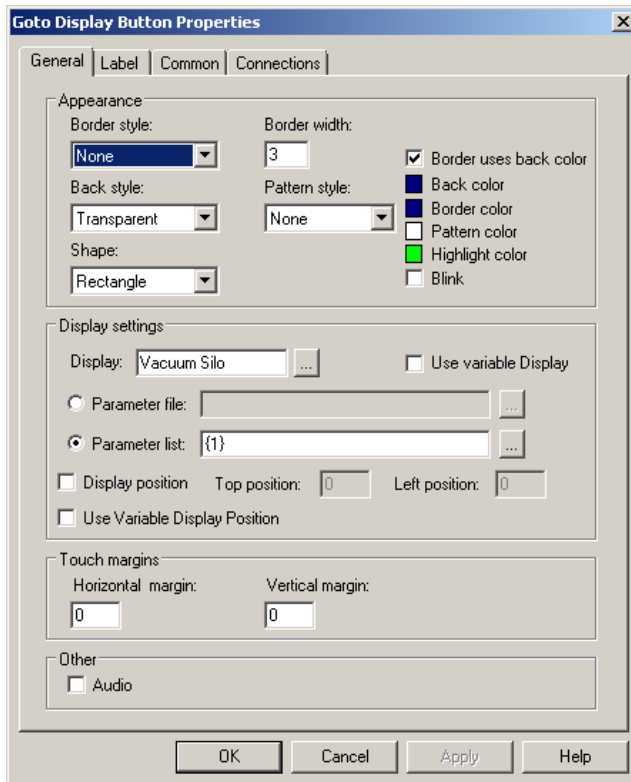 Goto Display Button Properties
General Label Common Connections
Appearance
Border style: Border width:
None 3 Border uses back color
Back style: Pattern style: Back color
Transparent None Border color
Pattern color
Shape: Highlight color
Rectangle Blink
Display settings
Display: Vacuum Silo ... Use variable Display
Parameter file: ...
Parameter list: {1} ...
Display position Top position: 0 Left position: 0
Use Variable Display Position
Touch margins
Horizontal margin: Vertical margin:
0 0
Other
Audio
OK Cancel Apply Help